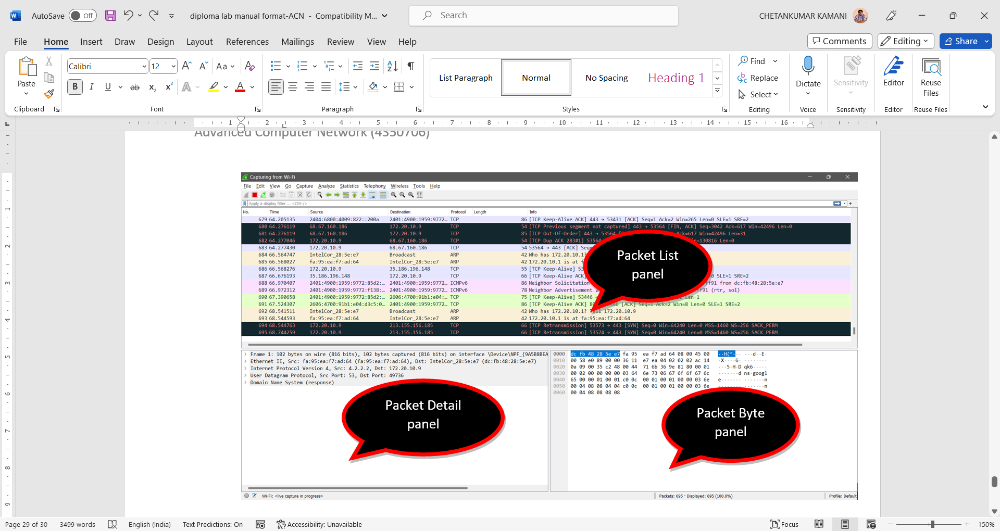 AutoSave Off diploma lab manual format-ACN - Compatibility M... Search CHETANKUMAR KAMANI
File Home Insert Draw Design Layout References Mailings Review View Help Comments Editing Share
Paste
Clipboard
Calibri 12
Font
Paragraph
List Paragraph Normal No Spacing Heading 1
Styles
Find
Replace
Select
Editing
Dictate
Voice
Sensitivity
Sensitivity
Editor
Editor
Reuse
Files
Reuse Files
1 2 3 4 5 6 7 8 9 10 11 12 13 14 15 16
Advanced Computer Network (4350706)
Capturing from Wi-Fi
File Edit View Go Capture Analyze Statistics Telephony Wireless Tools Help
Apply a display filter ... <Ctrl-/>
No. Time Source Destination Protocol Length Info
679 64.205135 2404:6800:4009:822::200a 2401:4900:1959:9772... TCP 86 [TCP Keep-Alive ACK] 443 → 53431 [ACK] Seq=1 Ack=2 Win=265 Len=0 SLE=1 SRE=2
680 64.276119 68.67.160.186 172.20.10.9 TCP 54 [TCP Previous segment not captured] 443 → 53564 [FIN, ACK] Seq=3042 Ack=617 Win=42496 Len=0
681 64.276119 68.67.160.186 172.20.10.9 TCP 85 [TCP Out-Of-Order] 443 → 53564 Ack=617 Win=42496 Len=31
682 64.277046 172.20.10.9 68.67.160.186 TCP 54 [TCP Dup ACK 283#1] 53564 Win=130816 Len=0
683 64.277430 172.20.10.9 68.67.160.186 TCP 54 53564 → 443 [ACK] Seq=
684 66.564747 IntelCor_28:5e:e7 Broadcast ARP 42 Who has 172.20.10.1?
685 66.568027 fa:95:ea:f7:ad:64 IntelCor_28:5e:e7 ARP 42 172.20.10.1 is at f
686 66.568276 172.20.10.9 35.186.196.148 TCP 55 [TCP Keep-Alive] 53
687 66.676193 35.186.196.148 172.20.10.9 TCP 66 [TCP Keep-Alive ACK] 0 SLE=1 SRE=2
688 66.970407 2401:4900:1959:9772:85d2:... 2401:4900:1959:9772... ICMPv6 86 Neighbor Solicitation ff91 from dc:fb:48:28:5e:e7
689 66.972312 2401:4900:1959:9772:f138:... 2401:4900:1959:9772... ICMPv6 78 Neighbor Advertisement 2 ff91 (rtr, sol)
690 67.390658 2401:4900:1959:9772:85d2:... 2606:4700:91b1:e04:... TCP 75 [TCP Keep-Alive] 53446 Len=1
691 67.524307 2606:4700:91b1:e04:d3c5:0... 2401:4900:1959:9772... TCP 86 [TCP Keep-Alive ACK] 446 [ACK] Seq=1 Ack=2 Win=8 Len=0 SLE=1 SRE=2
692 68.541511 IntelCor_28:5e:e7 Broadcast ARP 42 Who has 172.20.10.1? Tell 172.20.10.9
693 68.544593 fa:95:ea:f7:ad:64 IntelCor_28:5e:e7 ARP 42 172.20.10.1 is at fa:95:ea:f7:ad:64
694 68.544763 172.20.10.9 213.155.156.185 TCP 66 [TCP Retransmission] 53573 → 443 [SYN] Seq=0 Win=64240 Len=0 MSS=1460 WS=256 SACK_PERM
695 68.744259 172.20.10.9 213.155.156.185 TCP 66 [TCP Retransmission] 53574 → 443 [SYN] Seq=0 Win=64240 Len=0 MSS=1460 WS=256 SACK_PERM
Packet List
panel
Frame 1: 102 bytes on wire (816 bits), 102 bytes captured (816 bits) on interface \Device\NPF_{9A5B8BEA
Ethernet II, Src: fa:95:ea:f7:ad:64 (fa:95:ea:f7:ad:64), Dst: IntelCor_28:5e:e7 (dc:fb:48:28:5e:e7)
Internet Protocol Version 4, Src: 4.2.2.2, Dst: 172.20.10.9
User Datagram Protocol, Src Port: 53, Dst Port: 49736
Domain Name System (response)
Packet Detail
panel
0000 dc fb 48 28 5e e7 fa 95 ea f7 ad 64 08 00 45 00 ··H(^· ·· ···d··E·
0010 00 58 e0 89 00 00 36 11 e7 ea 04 02 02 02 ac 14 ·X····6· ········
0020 0a 09 00 35 c2 48 00 44 71 6b 36 9e 81 80 00 01 ···5·H·D qk6·····
0030 00 02 00 00 00 00 03 64 6e 73 06 67 6f 6f 67 6c ·······d ns·googl
0040 65 00 00 01 00 01 c0 0c 00 01 00 01 00 00 03 6e e······· ·······n
0050 00 04 08 08 04 04 c0 0c 00 01 00 01 00 00 03 6e ········ ·······n
0060 00 04 08 08 08 08
Packet Byte
panel
Wi-Fi: <live capture in progress> Packets: 695 · Displayed: 695 (100.0%) Profile: Default
Page 29 of 30 3499 words English (India) Text Predictions: On Accessibility: Unavailable Focus 150%